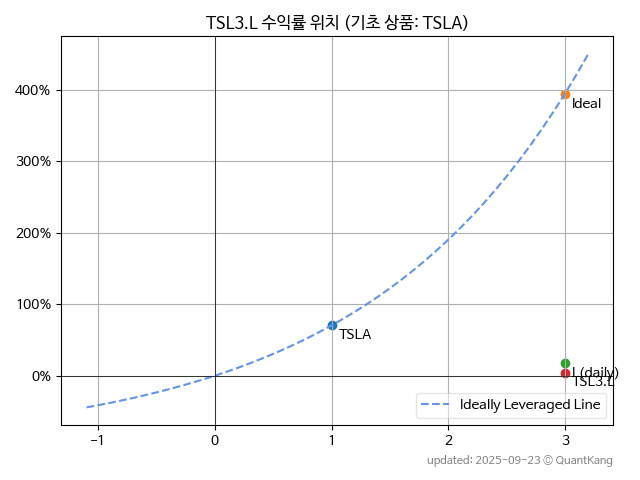 TSL3.L 수익률 위치 (기초 상품: TSLA)
400%
300%
200%
100%
0%
Ideal
TSLA
(daily)
TSL3.L
Ideally Leveraged Line
−1
0
1
2
3
updated: 2025-09-23 © QuantKang